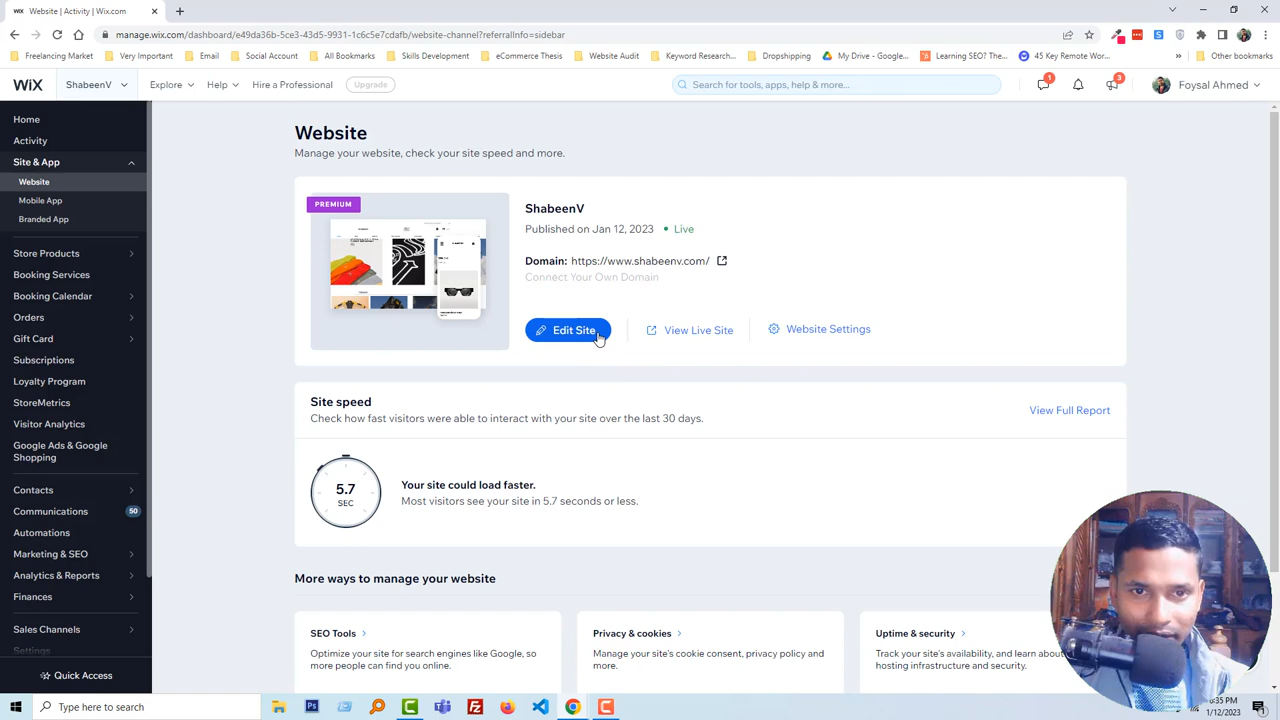 WiX Website | Activity | Wix.com
manage.wix.com/dashboard/e49da36b-5ce3-43d5-9931-1c6c5c7ecafd/website-channel?referralInfo=sidebar
Freelancing Market
Very Important
Email
Social Account
All Bookmarks
Skills Development
eCommerce Thesis
Website Audit
Keyword Research...
Dropshipping
My Drive - Google...
Learning SEO? The...
45 Key Remote Wor...
Other bookmarks
WiX
ShabeenV
Explore
Help
Hire a Professional
Upgrade
Search for tools, apps, help & more...
1
3
Foysal Ahmed
Home
Activity
Site & App
Website
Mobile App
Branded App
Store Products
Booking Services
Booking Calendar
Orders
Gift Card
Subscriptions
Loyalty Program
StoreMetrics
Visitor Analytics
Google Ads & Google
Shopping
Contacts
Communications 50
Automations
Marketing & SEO
Analytics & Reports
Finances
Sales Channels
Settings
Quick Access
Website
Manage your website, check your site speed and more.
PREMIUM
ShabeenV
Published on Jan 12, 2023 • Live
Domain: https://www.shabeenv.com/
Connect Your Own Domain
Edit Site
View Live Site
Website Settings
Site speed
Check how fast visitors were able to interact with your site over the last 30 days.
View Full Report
5.7
SEC
Your site could load faster.
Most visitors see your site in 5.7 seconds or less.
More ways to manage your website
SEO Tools
Optimize your site for search engines like Google, so
more people can find you online.
Privacy & cookies
Manage your site's cookie consent, privacy policy and
more.
Uptime & security
Track your site's availability, and learn about
hosting infrastructure and security.
Type here to search
:35 PM
1/12/2023